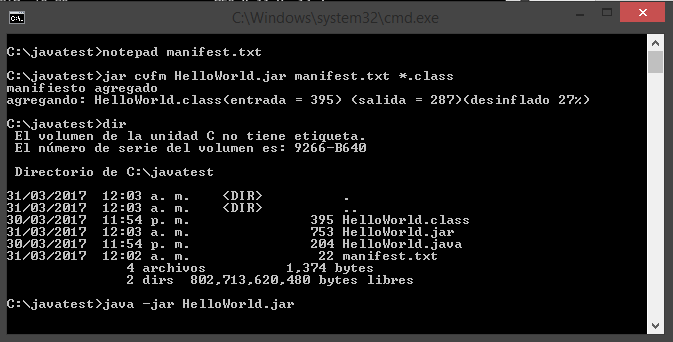 C:\Windows\system32\cmd.exe
C:\javatest>notepad manifest.txt
C:\javatest>jar cvfm HelloWorld.jar manifest.txt *.class
manifiesto agregado
agregando: HelloWorld.class(entrada = 395) (salida = 287)(desinflado 27%)
C:\javatest>dir
El volumen de la unidad C no tiene etiqueta.
El número de serie del volumen es: 9266-B640
Directorio de C:\javatest
31/03/2017  12:03 a. m.    <DIR>          .
31/03/2017  12:03 a. m.    <DIR>          ..
30/03/2017  11:54 p. m.               395 HelloWorld.class
31/03/2017  12:03 a. m.               753 HelloWorld.jar
30/03/2017  11:54 p. m.               204 HelloWorld.java
31/03/2017  12:02 a. m.                22 manifest.txt
4 archivos          1,374 bytes
2 dirs  802,713,620,480 bytes libres
C:\javatest>java -jar HelloWorld.jar